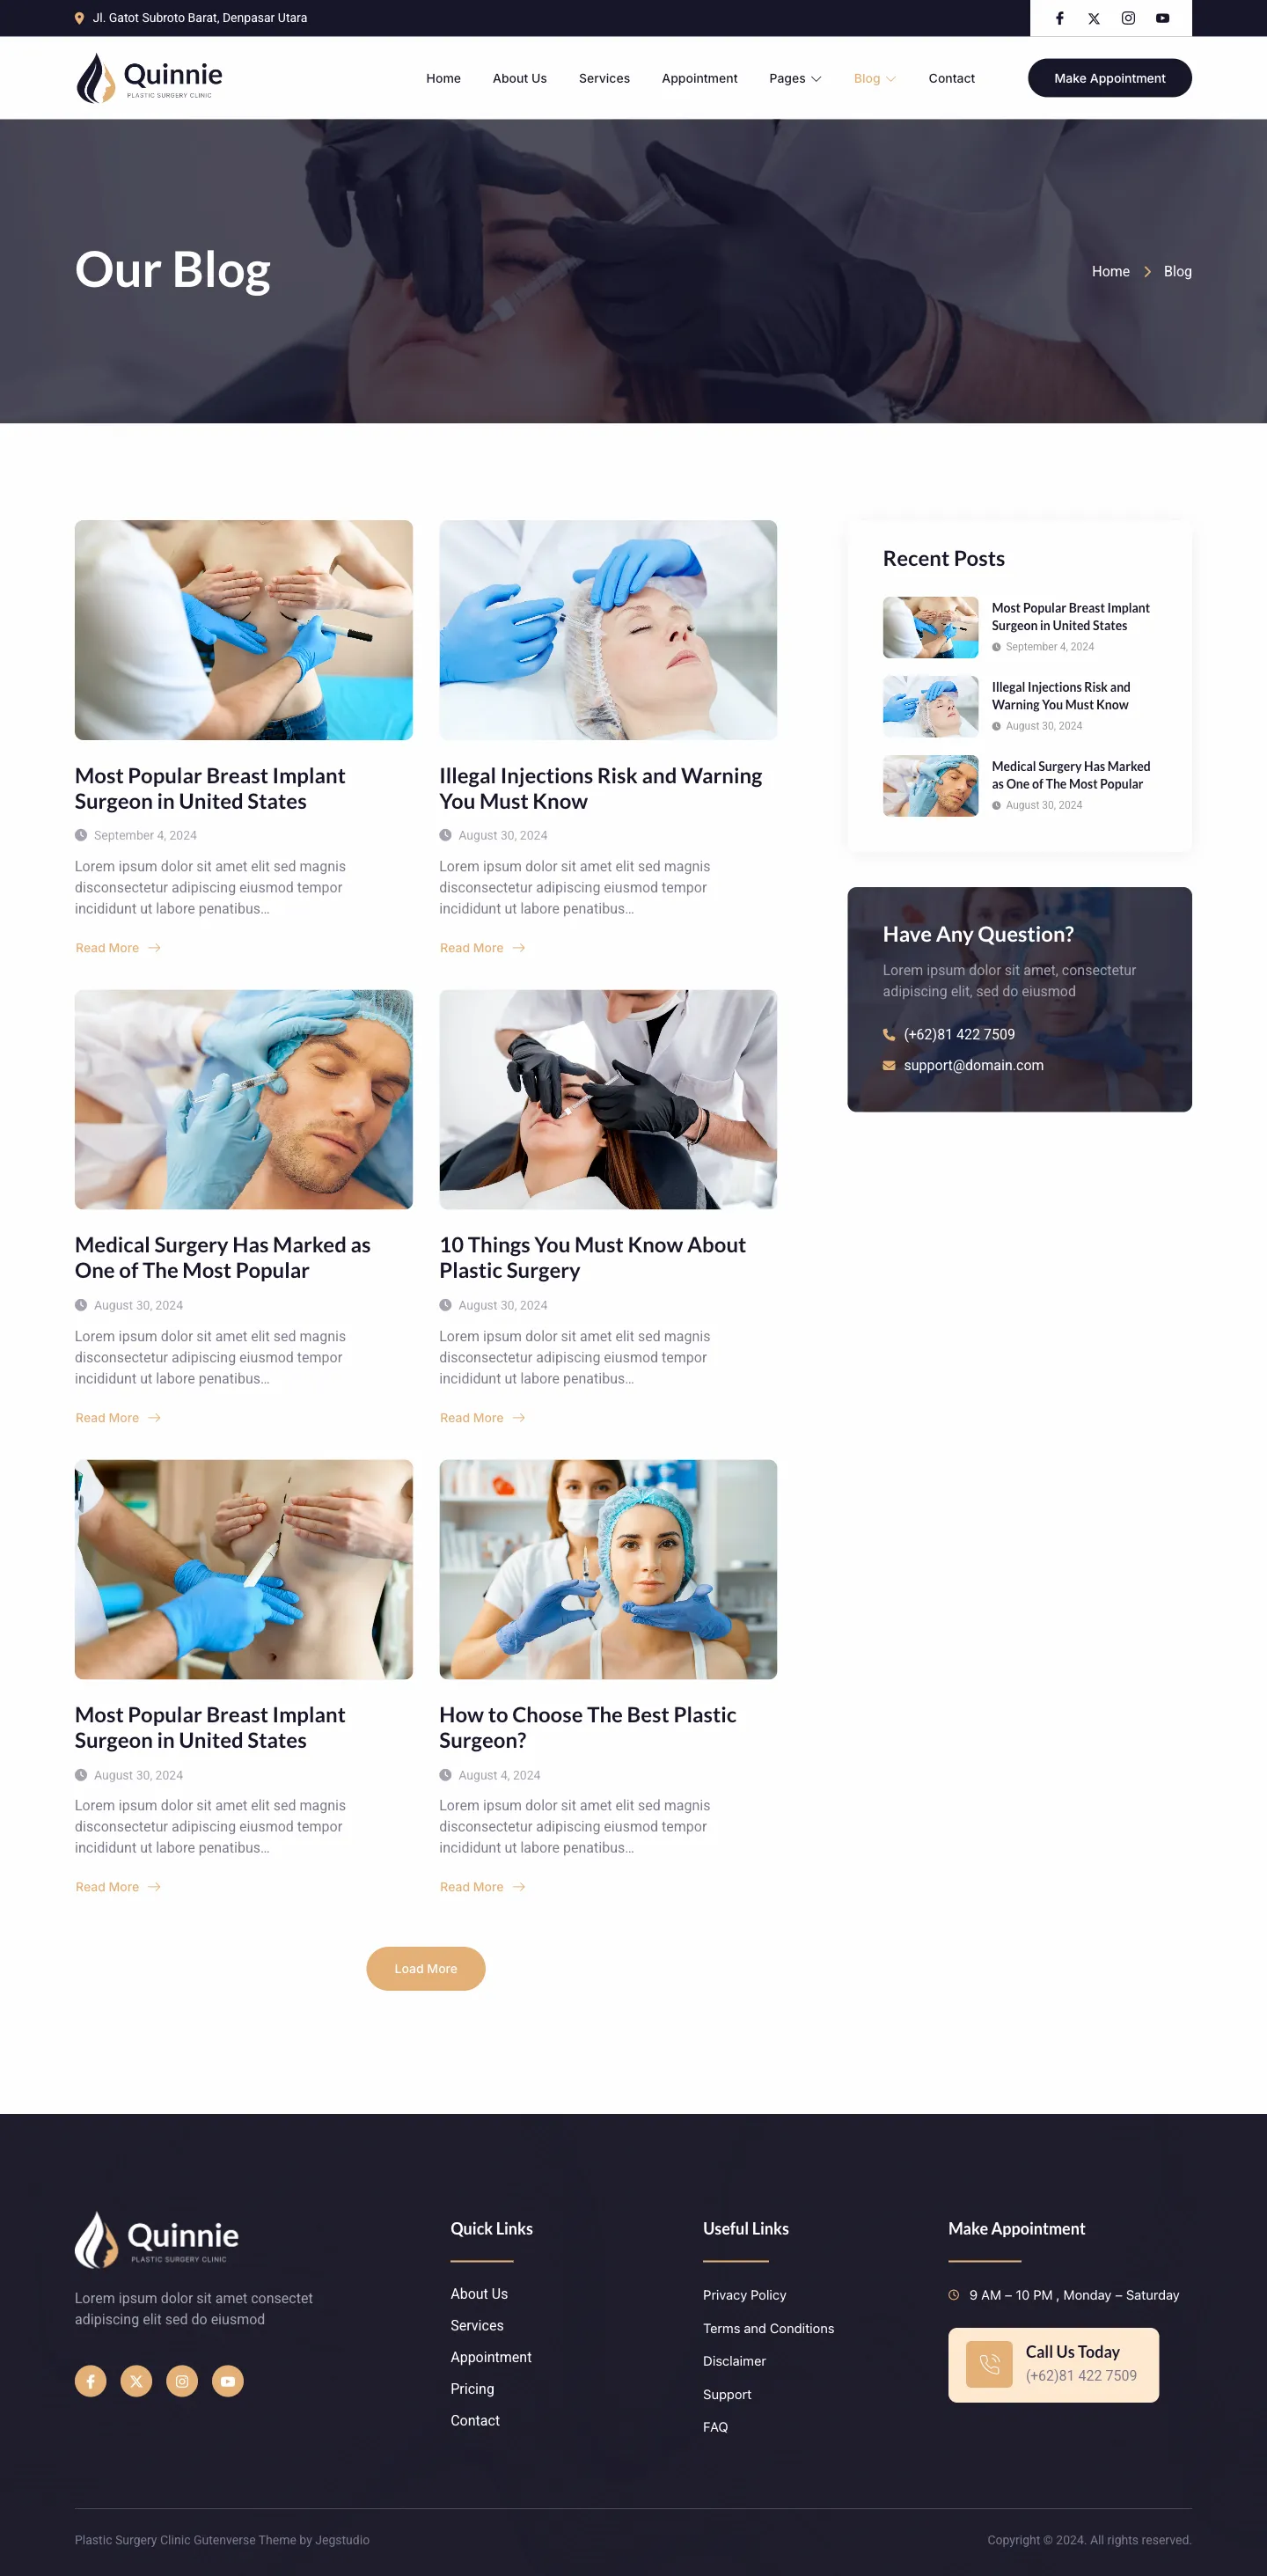 Jl. Gatot Subroto Barat, Denpasar Utara
Quinnie
PLASTIC SURGERY CLINIC
Home
About Us
Services
Appointment
Pages
Blog
Contact
Make Appointment
Our Blog
Home
Blog
Most Popular Breast Implant
Surgeon in United States
September 4, 2024
Lorem ipsum dolor sit amet elit sed magnis
disconsectetur adipiscing eiusmod tempor
incididunt ut labore penatibus…
Read More
Illegal Injections Risk and Warning
You Must Know
August 30, 2024
Lorem ipsum dolor sit amet elit sed magnis
disconsectetur adipiscing eiusmod tempor
incididunt ut labore penatibus…
Read More
Medical Surgery Has Marked as
One of The Most Popular
August 30, 2024
Lorem ipsum dolor sit amet elit sed magnis
disconsectetur adipiscing eiusmod tempor
incididunt ut labore penatibus…
Read More
10 Things You Must Know About
Plastic Surgery
August 30, 2024
Lorem ipsum dolor sit amet elit sed magnis
disconsectetur adipiscing eiusmod tempor
incididunt ut labore penatibus…
Read More
Most Popular Breast Implant
Surgeon in United States
August 30, 2024
Lorem ipsum dolor sit amet elit sed magnis
disconsectetur adipiscing eiusmod tempor
incididunt ut labore penatibus…
Read More
How to Choose The Best Plastic
Surgeon?
August 4, 2024
Lorem ipsum dolor sit amet elit sed magnis
disconsectetur adipiscing eiusmod tempor
incididunt ut labore penatibus…
Read More
Load More
Recent Posts
Most Popular Breast Implant
Surgeon in United States
September 4, 2024
Illegal Injections Risk and
Warning You Must Know
August 30, 2024
Medical Surgery Has Marked
as One of The Most Popular
August 30, 2024
Have Any Question?
Lorem ipsum dolor sit amet, consectetur
adipiscing elit, sed do eiusmod
(+62)81 422 7509
support@domain.com
Quinnie
PLASTIC SURGERY CLINIC
Lorem ipsum dolor sit amet consectet
adipiscing elit sed do eiusmod
Quick Links
About Us
Services
Appointment
Pricing
Contact
Useful Links
Privacy Policy
Terms and Conditions
Disclaimer
Support
FAQ
Make Appointment
9 AM – 10 PM , Monday – Saturday
Call Us Today
(+62)81 422 7509
Plastic Surgery Clinic Gutenverse Theme by Jegstudio
Copyright © 2024. All rights reserved.